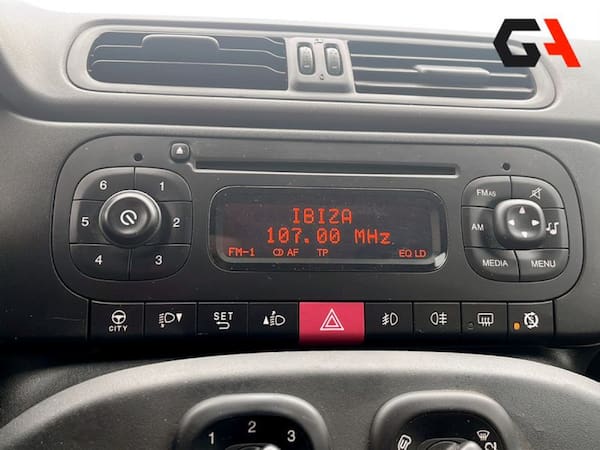 GA
6
1
5
2
4
3
IBIZA
107.00 MHz
FM-1 CD AF TP EQ LD
FMAS
AM
MEDIA
MENU
CITY
SET
1 2 3
2